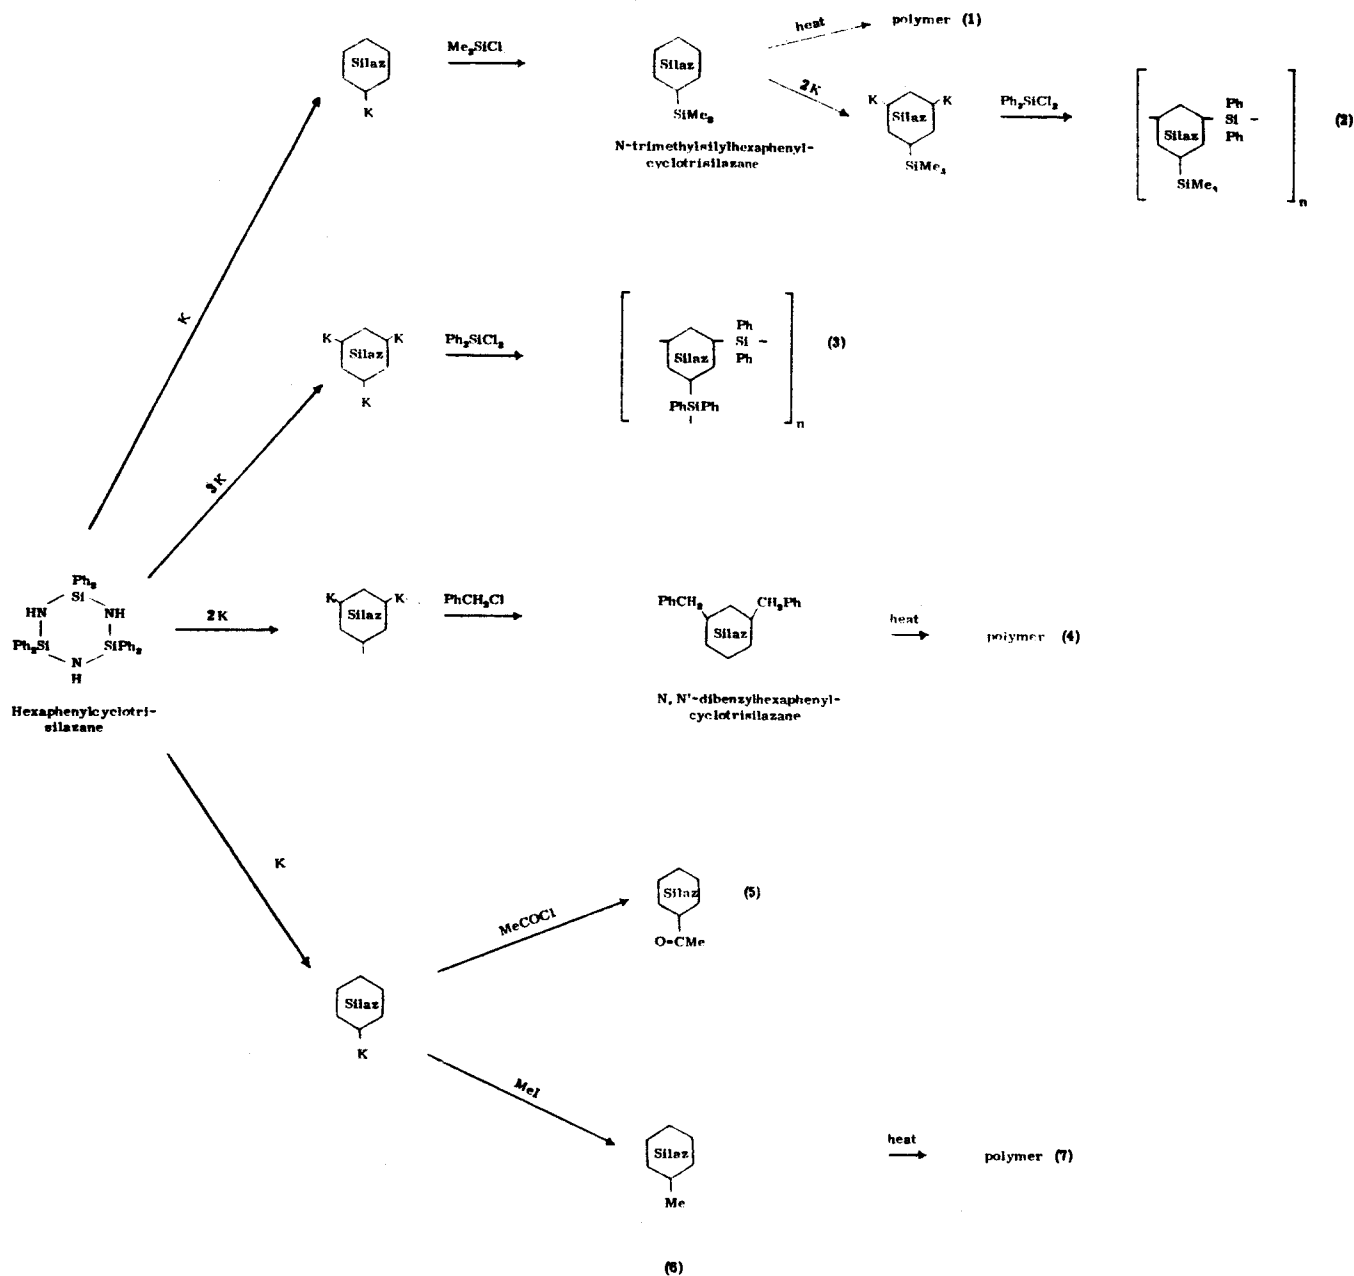 heat
polymer (1)
Silaz
K
Me₃SiCl
Silaz
SiMe₃
N-trimethylsilylhexaphenyl-
cyclotrisilazane
2K
K K
Silaz
SiMe₃
Ph₂SiCl₂
Silaz
Ph
Si -
Ph
SiMe₃
n
(2)
K
K K
Silaz
K
Ph₂SiCl₂
Silaz
Ph
Si -
Ph
PhSiPh
n
(3)
3K
Ph₂
Si
HN NH
Ph₂Si SiPh₂
N
H
Hexaphenylcyclotri-
silazane
2K
K K
Silaz
PhCH₂Cl
PhCH₂ CH₂Ph
Silaz
N, N'-dibenzylhexaphenyl-
cyclotrisilazane
heat
polymer (4)
K
Silaz
K
MeCOCl
Silaz
O=CMe
(5)
MeI
Silaz
Me
(6)
heat
polymer (7)